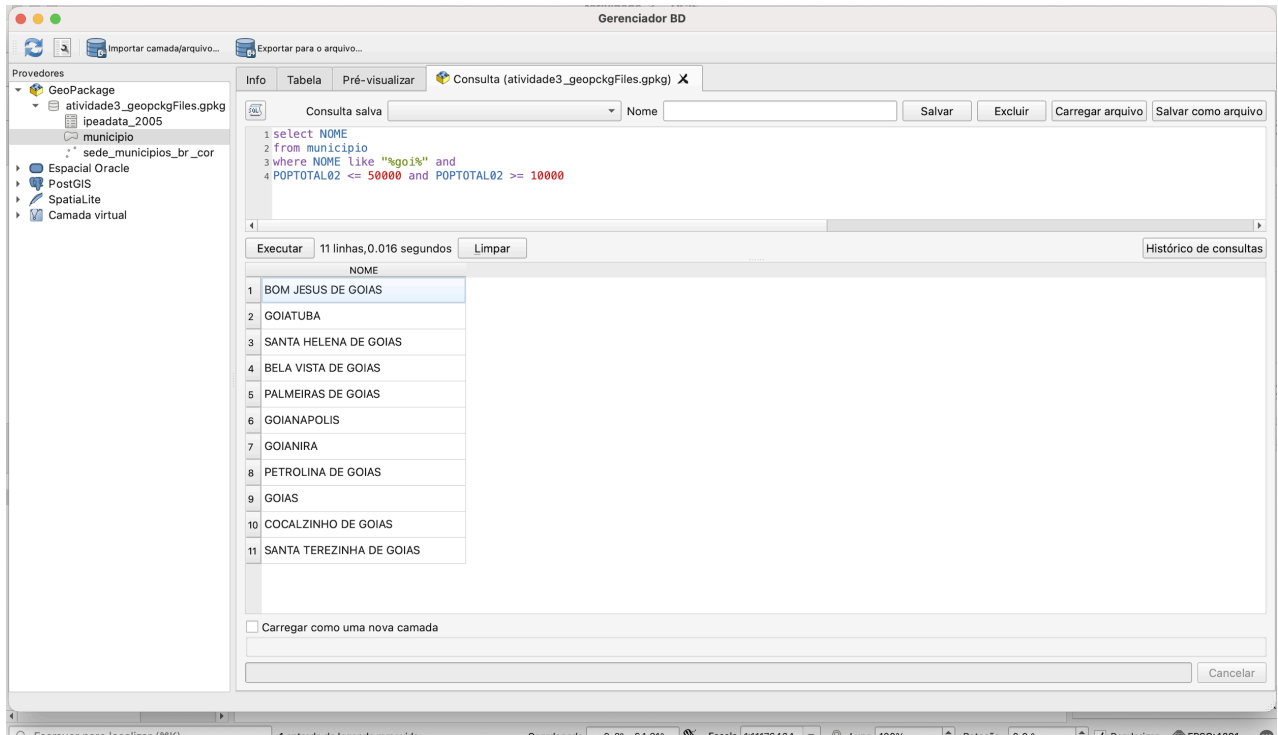 Gerenciador BD
Importar camada/arquivo... Exportar para o arquivo...
Provedores
GeoPackage
atividade3_geopckgFiles.gpkg
ipeadata_2005
municipio
sede_municipios_br_cor
Espacial Oracle
PostGIS
SpatiaLite
Camada virtual
Info Tabela Pré-visualizar Consulta (atividade3_geopckgFiles.gpkg) X
Consulta salva Nome Salvar Excluir Carregar arquivo Salvar como arquivo
1 select NOME
2 from municipio
3 where NOME like "%goi%" and
4 POPTOTAL02 <= 50000 and POPTOTAL02 >= 10000
Executar 11 linhas,0.016 segundos Limpar Histórico de consultas
NOME
1 BOM JESUS DE GOIAS
2 GOIATUBA
3 SANTA HELENA DE GOIAS
4 BELA VISTA DE GOIAS
5 PALMEIRAS DE GOIAS
6 GOIANAPOLIS
7 GOIANIRA
8 PETROLINA DE GOIAS
9 GOIAS
10 COCALZINHO DE GOIAS
11 SANTA TEREZINHA DE GOIAS
Carregar como uma nova camada
Cancelar